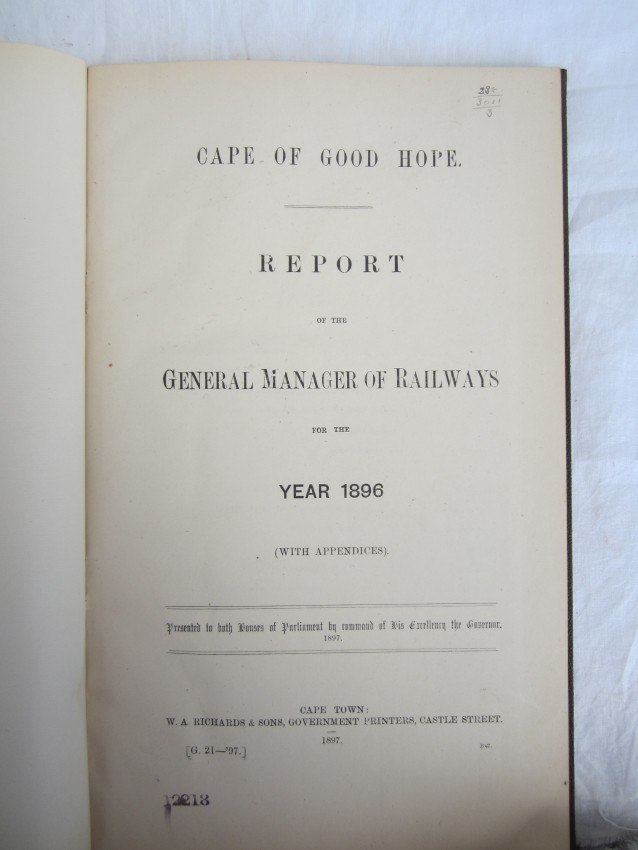 CAPE OF GOOD HOPE.
REPORT
OF THE
GENERAL MANAGER OF RAILWAYS
FOR THE
YEAR 1896
(WITH APPENDICES).
Presented to both Houses of Parliament by command of His Excellency the Governor.
1897.
CAPE TOWN:
W. A. RICHARDS & SONS, GOVERNMENT PRINTERS, CASTLE STREET.
1897.
[G. 21—'97.]
12213